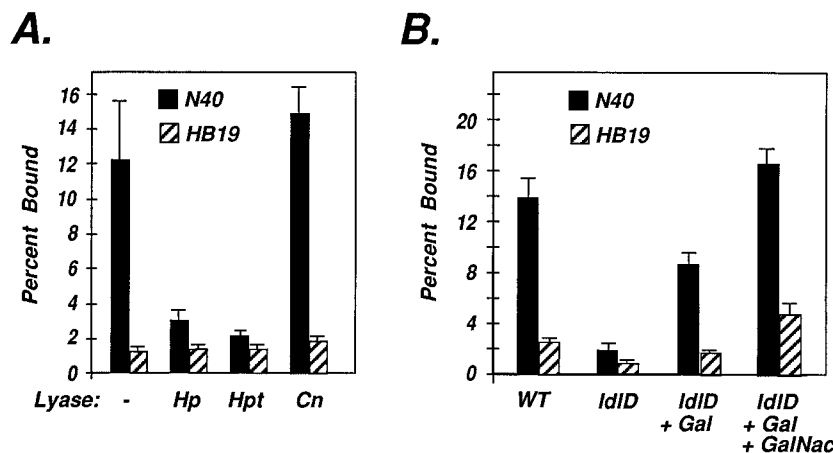 A.
Percent Bound
16
14
12
10
8
6
4
2
0
N40
HB19
Lyase: - Hp Hpt Cn
B.
Percent Bound
20
16
12
8
4
0
N40
HB19
WT ldlD ldlD ldlD
+ Gal + Gal
+ GalNac